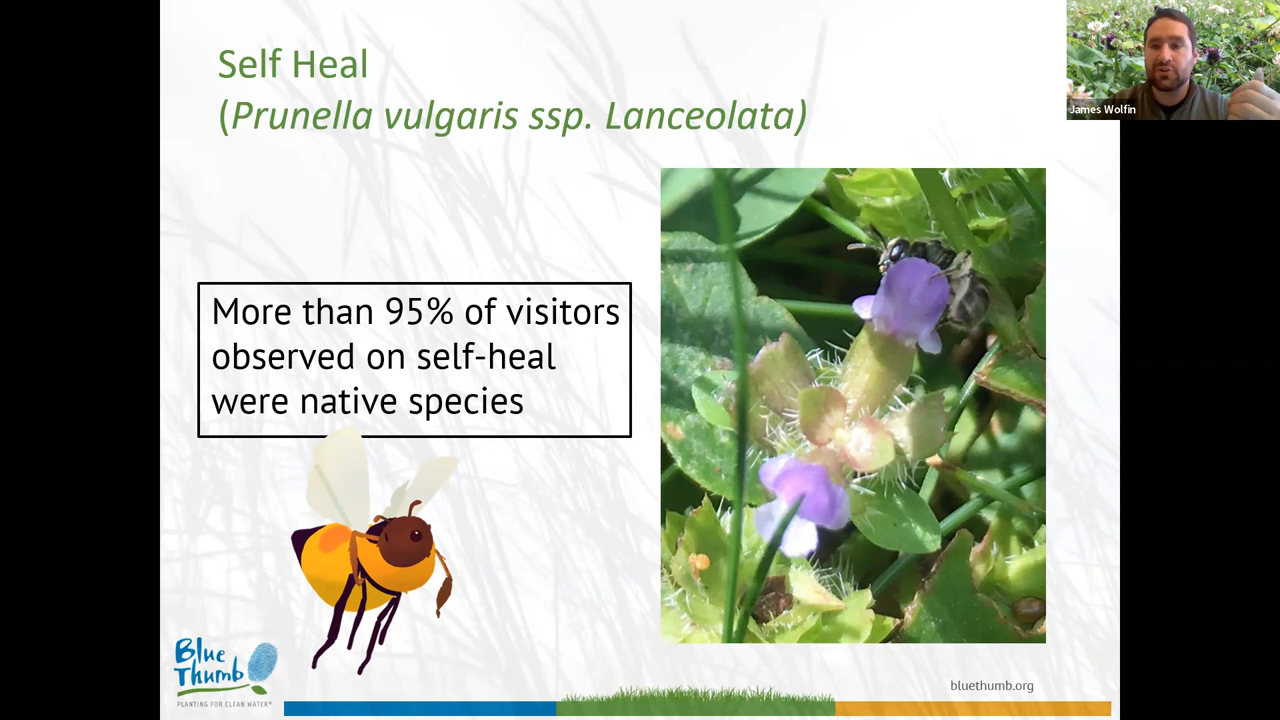 Self Heal
(Prunella vulgaris ssp. Lanceolata)
James Wolfin
More than 95% of visitors
observed on self-heal
were native species
Blue
Thumb
PLANTING FOR CLEAN WATER®
bluethumb.org